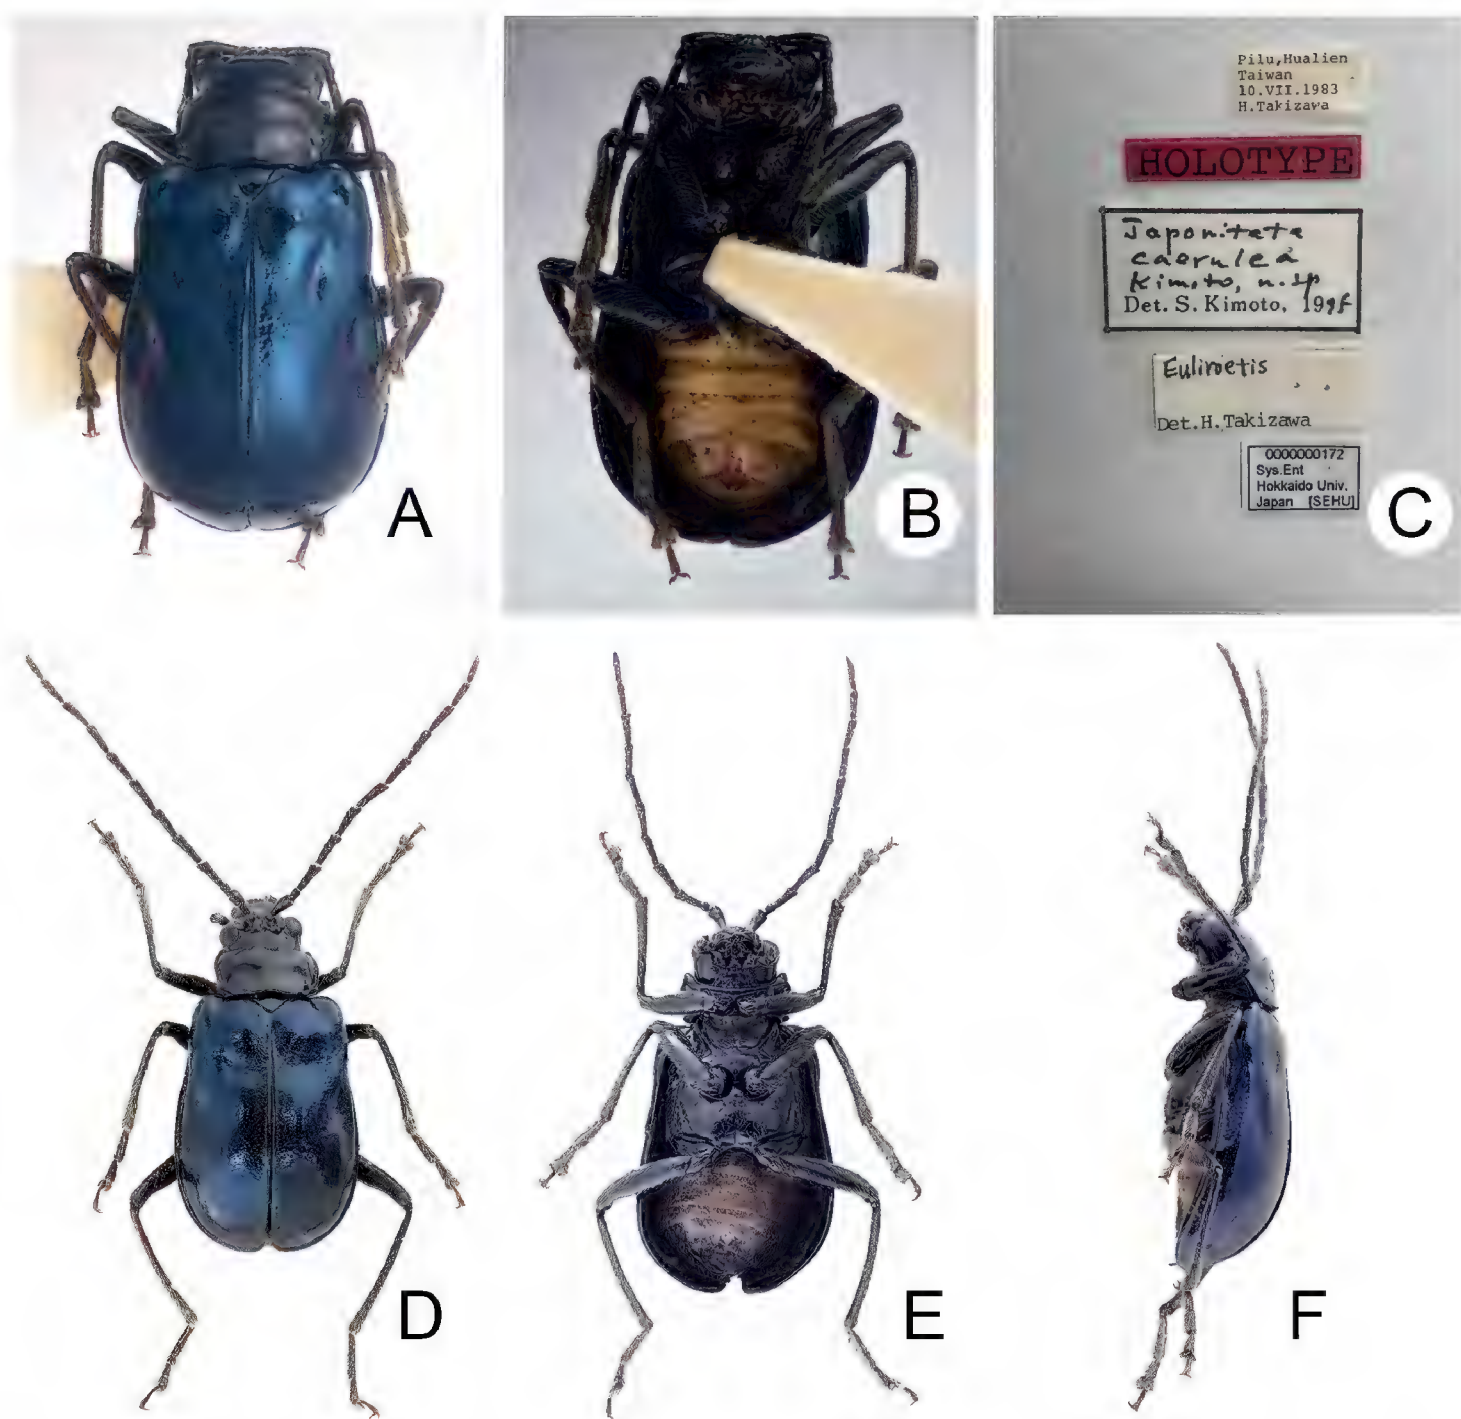 Pilu,Hualien
Taiwan
10.VII.1983
H.Takizawa
HOLOTYPE
Japonitata
caerulea
Kimoto, n.sp
Det. S. Kimoto, 199
Eulimetis
Det.H.Takizawa
0000000172
Sys.Ent
Hokkaido Univ.
Japan [SEHU]
A
B
C
D
E
F